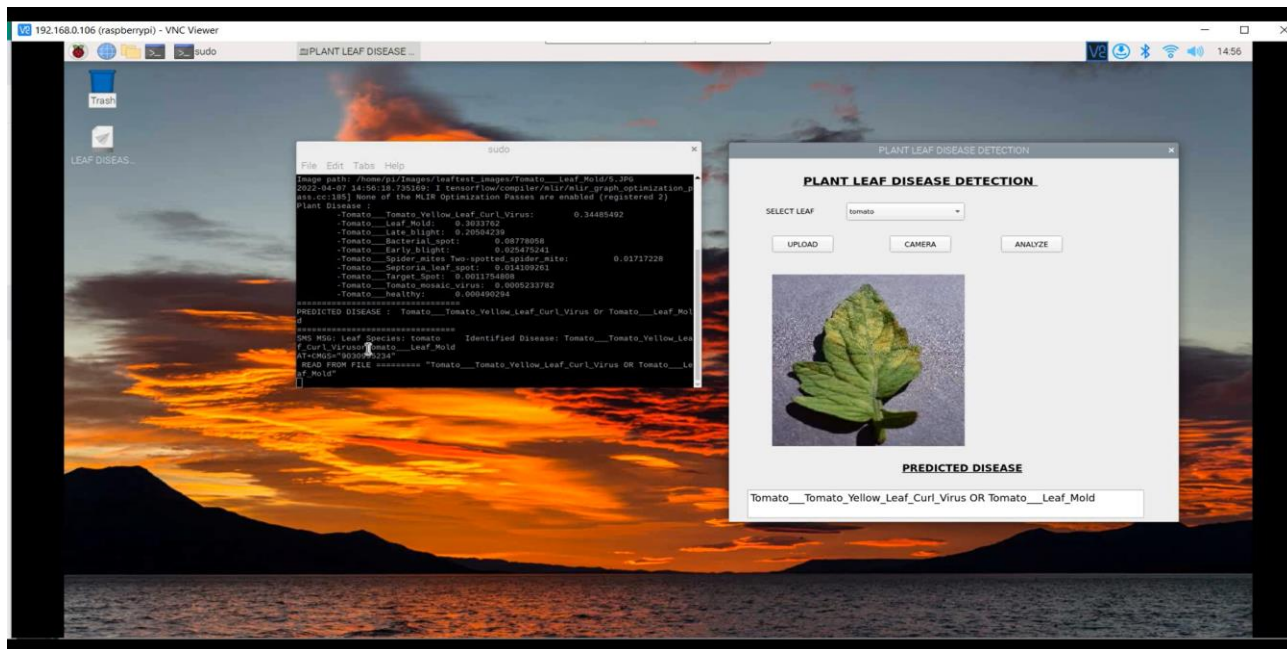 192.168.0.106 (raspberrypi) - VNC Viewer
sudo
PLANT LEAF DISEASE ...
14:56
Trash
LEAF DISEAS...
sudo
File Edit Tabs Help
Image path: /home/pi/Images/leaftest_images/Tomato___Leaf_Mold/5.JPG
2022-04-07 14:56:18.735169: I tensorflow/compiler/mlir/mlir_graph_optimization_p
ass.cc:185] None of the MLIR Optimization Passes are enabled (registered 2)
Plant Disease :
-Tomato___Tomato_Yellow_Leaf_Curl_Virus: 0.34485492
-Tomato___Leaf_Mold: 0.3033762
-Tomato___Late_blight: 0.20504239
-Tomato___Bacterial_spot: 0.08778058
-Tomato___Early_blight: 0.025475241
-Tomato___Spider_mites Two-spotted_spider_mite: 0.01717228
-Tomato___Septoria_leaf_spot: 0.014109261
-Tomato___Target_Spot: 0.0011754808
-Tomato___Tomato_mosaic_virus: 0.0005233782
-Tomato___healthy: 0.000490294
=================================
PREDICTED DISEASE : Tomato___Tomato_Yellow_Leaf_Curl_Virus Or Tomato___Leaf_Mol
d
================================
SMS MSG: Leaf Species: tomato Identified Disease: Tomato___Tomato_Yellow_Lea
f_Curl_Virusor Tomato___Leaf_Mold
READ FROM FILE ========= "Tomato___Tomato_Yellow_Leaf_Curl_Virus OR Tomato___Le
af_Mold"
PLANT LEAF DISEASE DETECTION
PLANT LEAF DISEASE DETECTION
SELECT LEAF tomato
UPLOAD CAMERA ANALYZE
PREDICTED DISEASE
Tomato___Tomato_Yellow_Leaf_Curl_Virus OR Tomato___Leaf_Mold